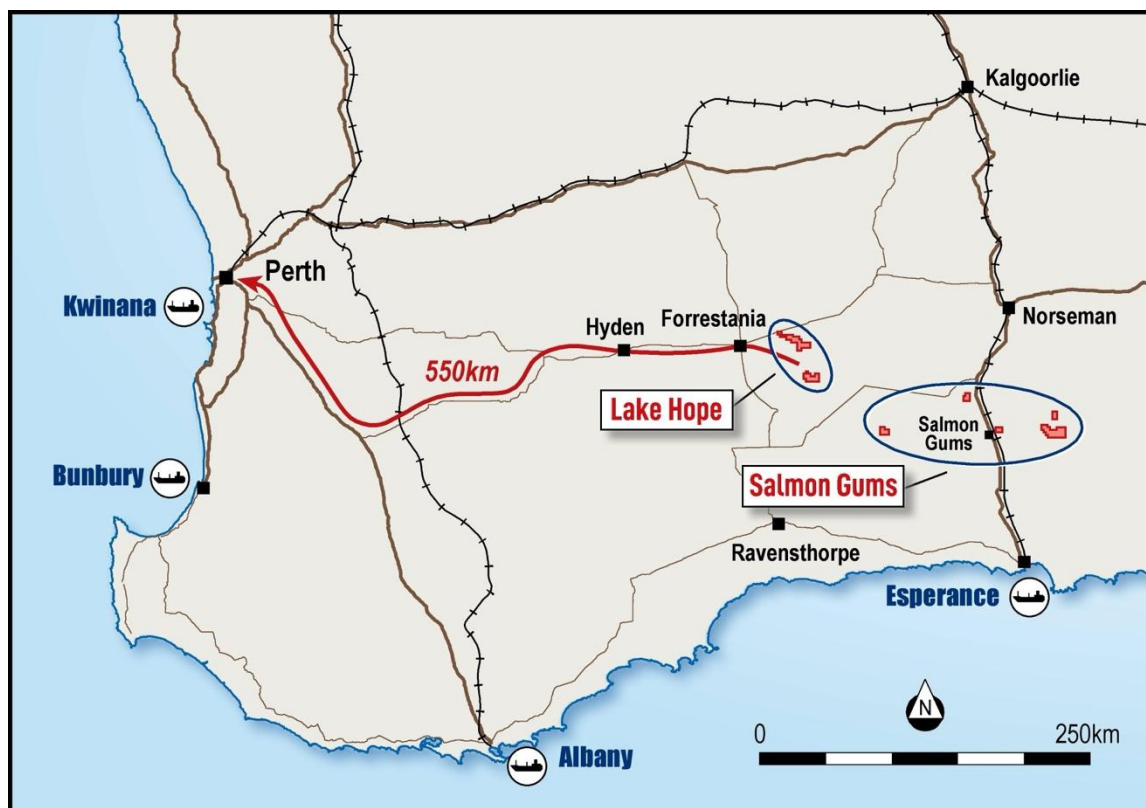 Kalgoorlie
Perth
Kwinana
Hyden
Forrestania
Norseman
550km
Lake Hope
Salmon
Gums
Bunbury
Salmon Gums
Ravensthorpe
Esperance
N
0
250km
Albany